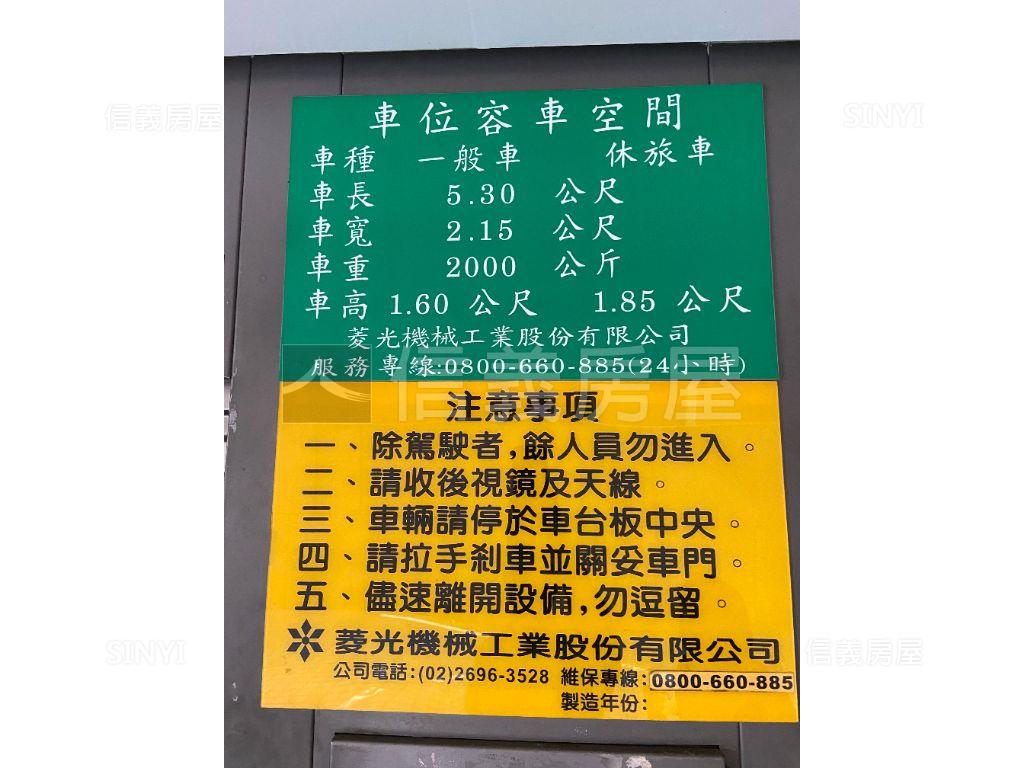 信義房屋
SINYI
車位容車空間
車種 一般車 休旅車
車長 5.30 公尺
車寬 2.15 公尺
車重 2000 公斤
車高 1.60 公尺 1.85 公尺
菱光機械工業股份有限公司
服務專線:0800-660-885(24小時)
信義房屋
注意事項
一、除駕駛者,餘人員勿進入。
二、請收後視鏡及天線。
三、車輛請停於車台板中央。
四、請拉手剎車並關妥車門。
五、儘速離開設備,勿逗留。
菱光機械工業股份有限公司
公司電話:(02)2696-3528 維保專線:0800-660-885
製造年份:
SINYI
信義房屋